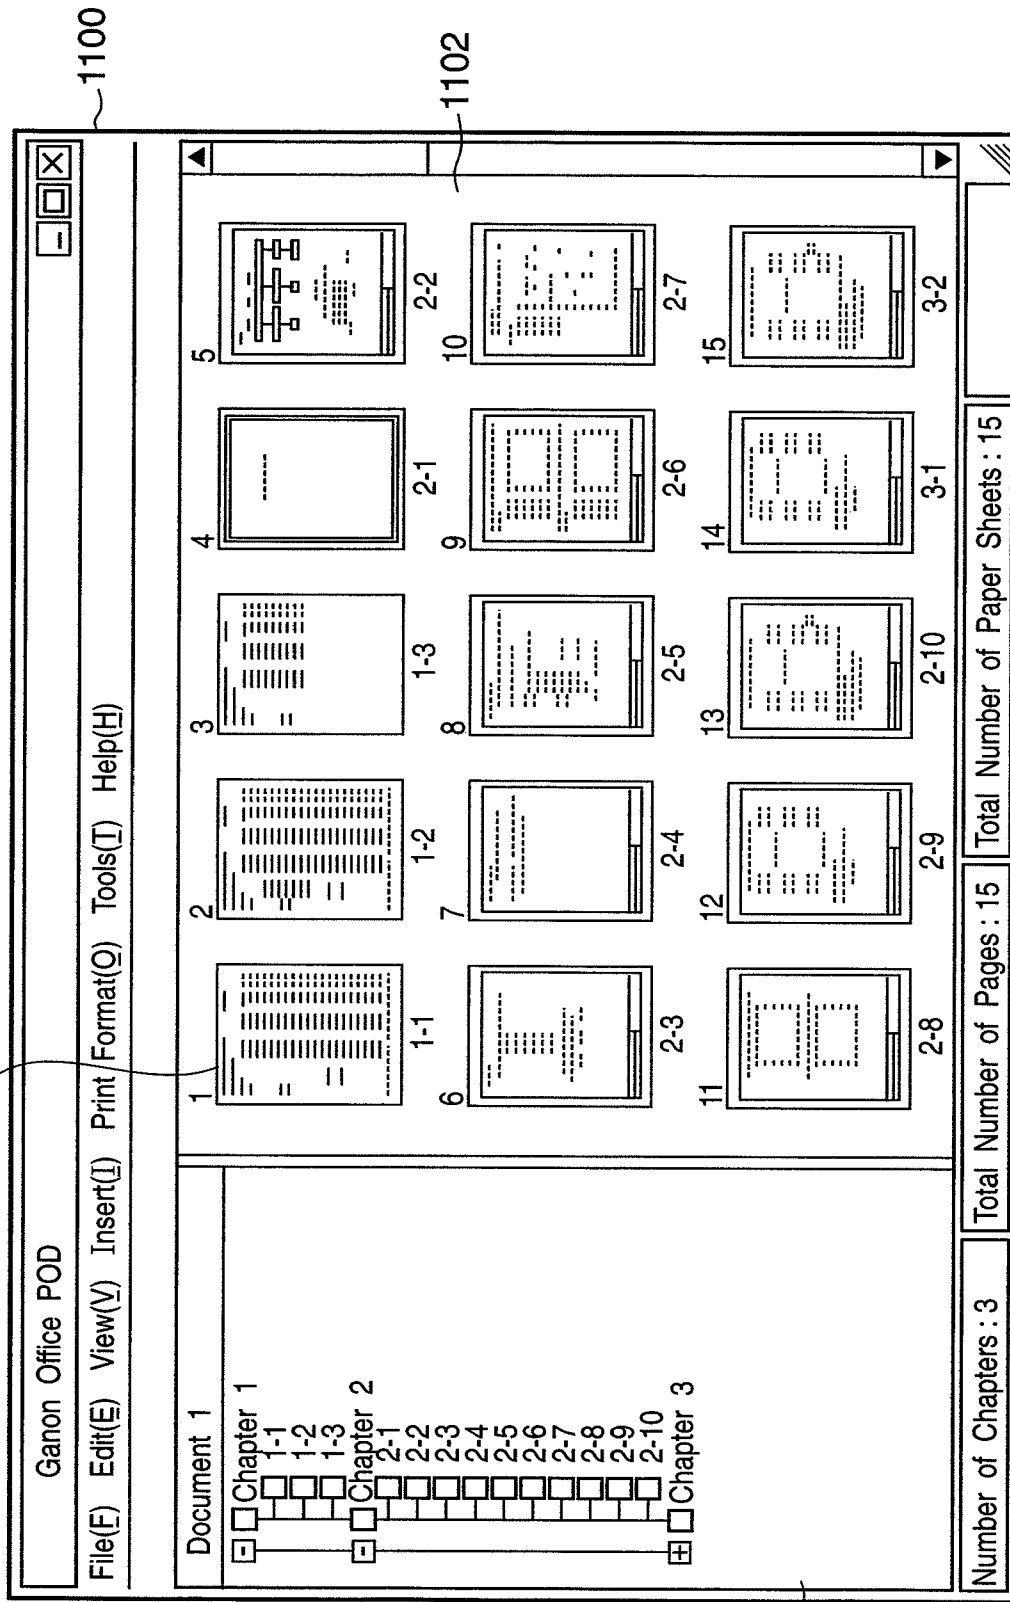 1100
Ganon Office POD
File(F) Edit(E) View(V) Insert(I) Print Format(O) Tools(T) Help(H)
Document 1
Chapter 1
1-1
1-2
1-3
Chapter 2
2-1
2-2
2-3
2-4
2-5
2-6
2-7
2-8
2-9
2-10
Chapter 3
1102
1 2 3 4 5
1-1 1-2 1-3 2-1 2-2
6 7 8 9 10
2-3 2-4 2-5 2-6 2-7
11 12 13 14 15
2-8 2-9 2-10 3-1 3-2
Number of Chapters : 3 Total Number of Pages : 15 Total Number of Paper Sheets : 15